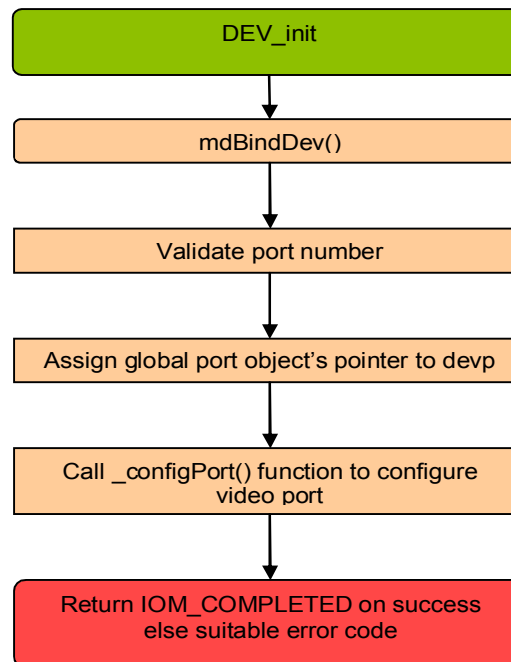 DEV_init
mdBindDev()
Validate port number
Assign global port object's pointer to devp
Call _configPort() function to configure
video port
Return IOM_COMPLETED on success
else suitable error code